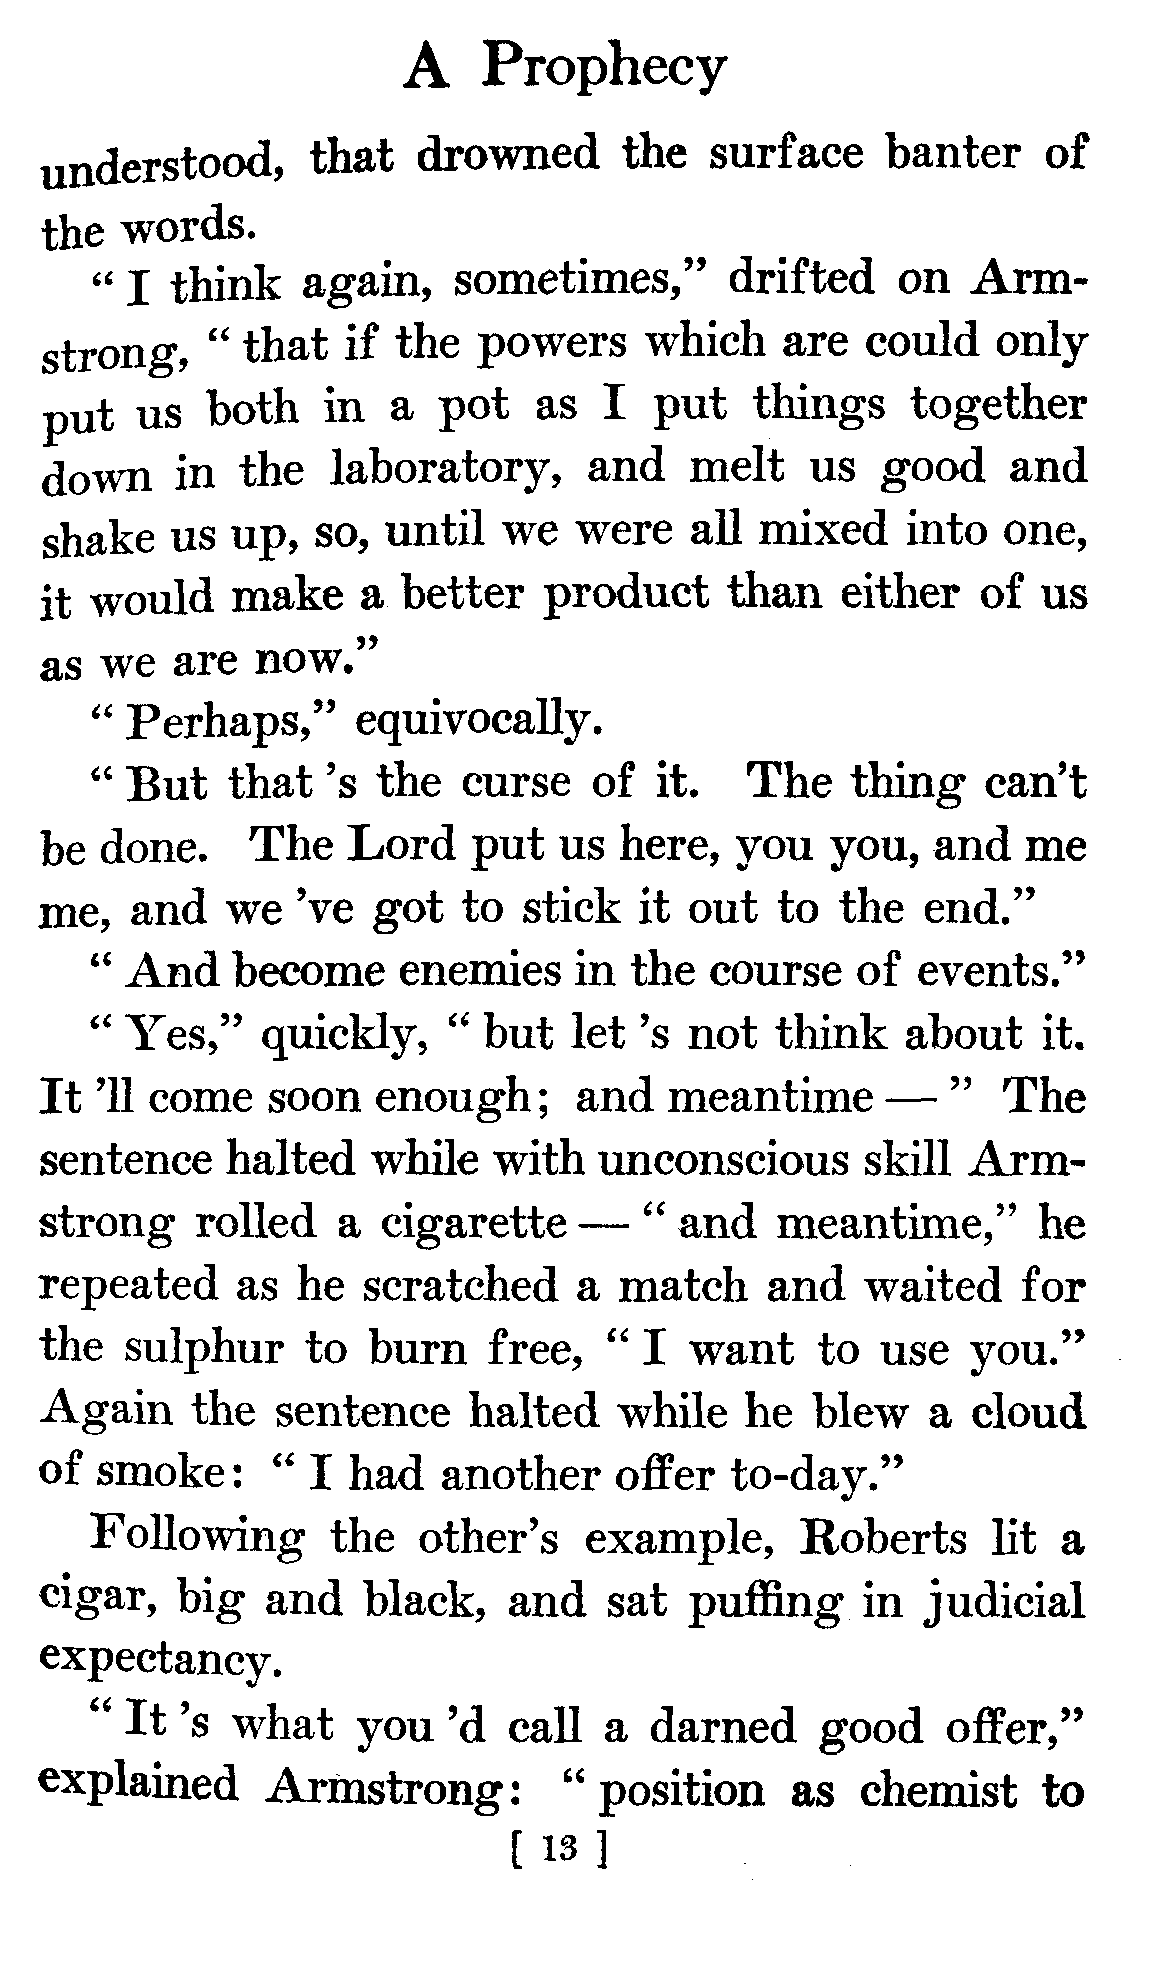 A Prophecy
understood, that drowned the surface banter of
the words.
“ I think again, sometimes,” drifted on Arm-
strong, “ that if the powers which are could only
put us both in a pot as I put things together
down in the laboratory, and melt us good and
shake us up, so, until we were all mixed into one,
it would make a better product than either of us
as we are now.”
“ Perhaps,” equivocally.
“ But that ’s the curse of it. The thing can’t
be done. The Lord put us here, you you, and me
me, and we ’ve got to stick it out to the end.”
“ And become enemies in the course of events.”
“ Yes,” quickly, “ but let ’s not think about it.
It ’ll come soon enough; and meantime — ” The
sentence halted while with unconscious skill Arm-
strong rolled a cigarette — “ and meantime,” he
repeated as he scratched a match and waited for
the sulphur to burn free, “ I want to use you.”
Again the sentence halted while he blew a cloud
of smoke: “ I had another offer to-day.”
Following the other’s example, Roberts lit a
cigar, big and black, and sat puffing in judicial
expectancy.
“ It ’s what you ’d call a darned good offer,”
explained Armstrong: “ position as chemist to
[ 13 ]